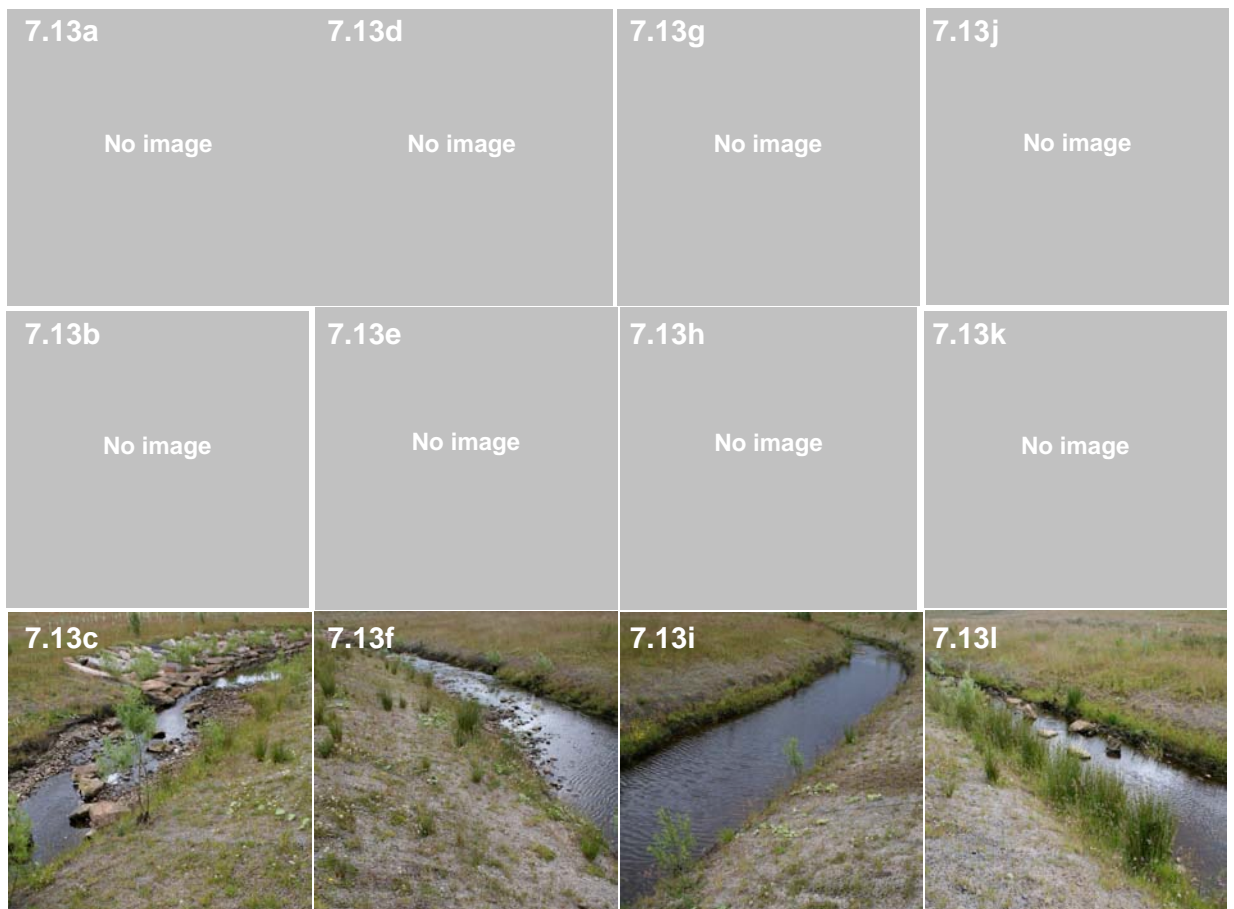 7.13a
7.13d
7.13g
7.13j
No image
No image
No image
No image
7.13b
7.13e
7.13h
7.13k
No image
No image
No image
No image
7.13c
7.13f
7.13i
7.13l